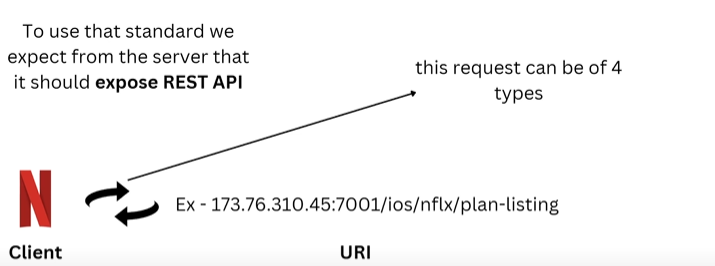 To use that standard we
expect from the server that
it should expose REST API
this request can be of 4
types
Ex - 173.76.310.45:7001/ios/nflx/plan-listing
Client
URI